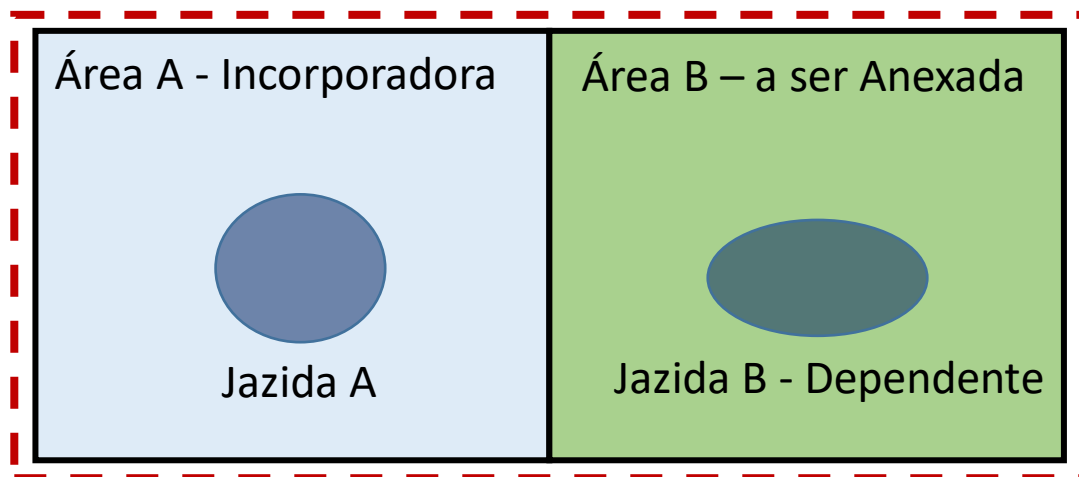 Área A - Incorporadora
Área B – a ser Anexada
Jazida A
Jazida B - Dependente